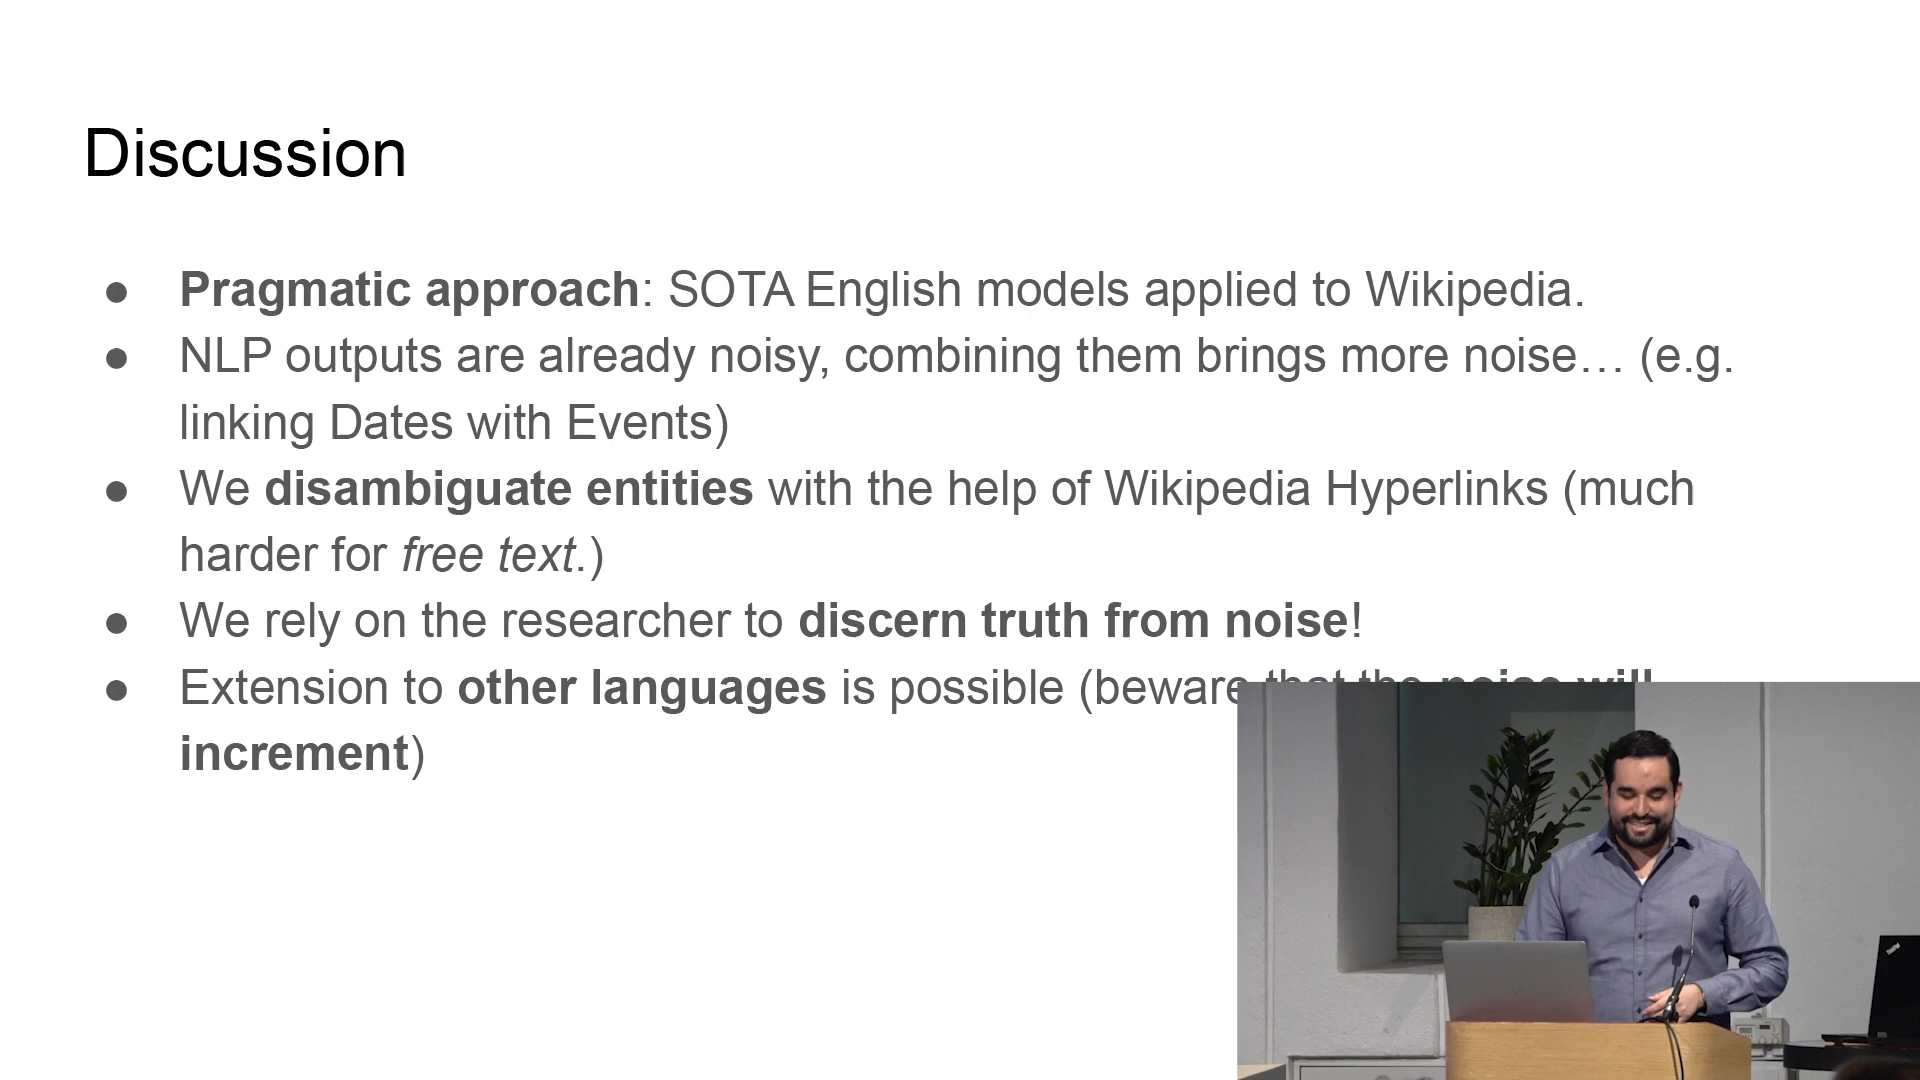 Discussion
● Pragmatic approach: SOTA English models applied to Wikipedia.
● NLP outputs are already noisy, combining them brings more noise… (e.g.
linking Dates with Events)
● We disambiguate entities with the help of Wikipedia Hyperlinks (much
harder for free text.)
● We rely on the researcher to discern truth from noise!
● Extension to other languages is possible (beware that the noise will
increment)
ThinkPad